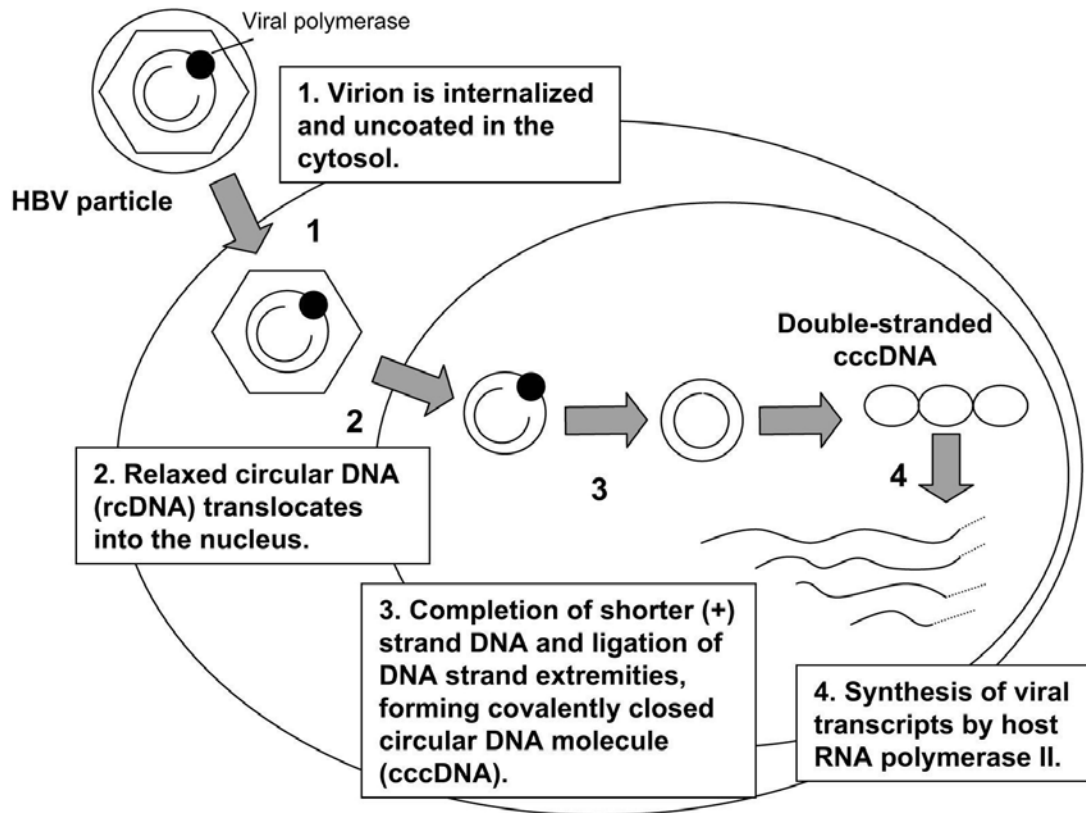 Viral polymerase
1. Virion is internalized
and uncoated in the
cytosol.
HBV particle
1
Double-stranded
cccDNA
2
3
4
2. Relaxed circular DNA
(rcDNA) translocates
into the nucleus.
3. Completion of shorter (+)
strand DNA and ligation of
DNA strand extremities,
forming covalently closed
circular DNA molecule
(cccDNA).
4. Synthesis of viral
transcripts by host
RNA polymerase II.